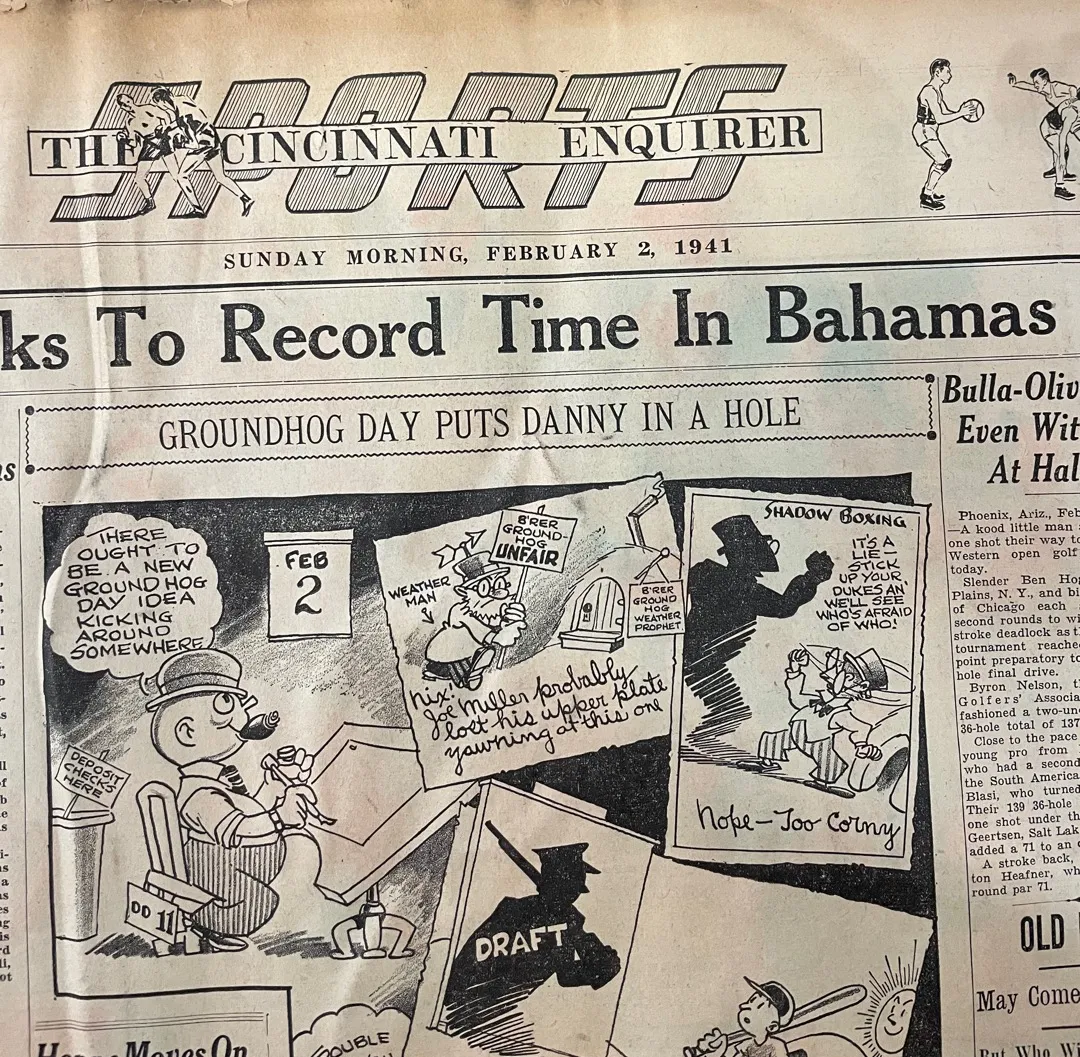 SPORTS
THE CINCINNATI ENQUIRER
SUNDAY MORNING, FEBRUARY 2, 1941
ks To Record Time In Bahamas
GROUNDHOG DAY PUTS DANNY IN A HOLE
THERE
OUGHT TO
BE A NEW
GROUND HOG
DAY IDEA
KICKING
AROUND
SOMEWHERE
FEB
2
DEPOSIT
CHECKS
HERE
DO 11
WEATHER
MAN
B'RER
GROUND-
HOG
UNFAIR
B'RER
GROUND
HOG
WEATHER
PROPHET
Nix!
Joe Miller probably
lost his upper plate
yawning at this one
SHADOW BOXING
IT'S A
LIE—
STICK
UP YOUR
DUKES AN'
WE'LL SEE
WHO'S AFRAID
OF WHO!
Nope—Too Corny
DRAFT
Bulla-Oliv
Even Wit
At Hal
Phoenix, Ariz., Feb
—A kood little man
one shot their way to
Western open golf
today.
Slender Ben Hog
Plains, N. Y., and bi
of Chicago each
second rounds to wi
stroke deadlock as t
tournament reache
point preparatory to
hole final drive.
Byron Nelson, t
Golfers' Associa
fashioned a two-un
36-hole total of 137
Close to the pace
young pro from
who had a second
the South America
Blasi, who turned
Their 139 36-hole
one shot under th
Geertsen, Salt Lak
added a 71 to an
A stroke back,
ton Heafner, wh
round par 71.
OLD
May Come
But Who Wi
Moves On
OUBLE